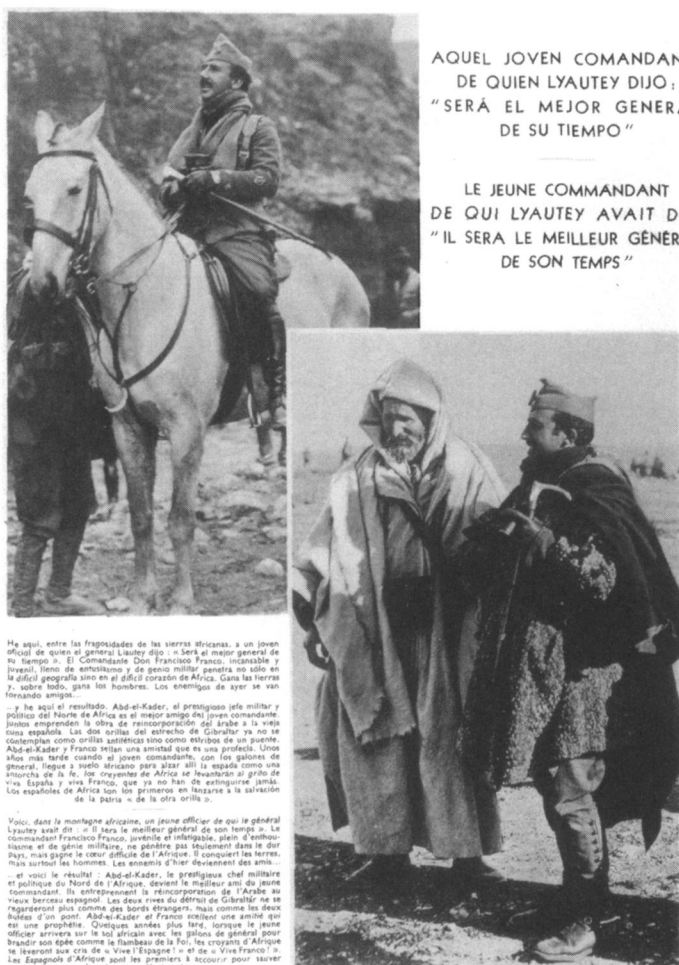 AQUEL JOVEN COMANDAN
DE QUIEN LYAUTEY DIJO:
"SERÁ EL MEJOR GENERA
DE SU TIEMPO"
LE JEUNE COMMANDANT
DE QUI LYAUTEY AVAIT D
"IL SERA LE MEILLEUR GÉNÉR
DE SON TEMPS"
He aquí, entre las fragosidades de las sierras africanas, a un joven
oficial de quien el general Liautey dijo : « Será el mejor general de
su tiempo ». El Comandante Don Francisco Franco, incansable y
juvenil, lleno de entusiasmo y de genio militar penetra no sólo en
la difícil geografía sino en el difícil corazón de África. Gana las tierras
y, sobre todo, gana los hombres. Los enemigos de ayer se van
tornando amigos...
... y he aquí el resultado. Abd-el-Kader, el prestigioso jefe militar y
político del Norte de África es el mejor amigo del joven comandante.
Juntos emprenden la obra de reincorporación del árabe a la vieja
cuna española. Las dos orillas del estrecho de Gibraltar ya no se
contemplan como orillas antitéticas sino como estribos de un puente.
Abd-el-Kader y Franco sellan una amistad que es una profecía. Unos
años más tarde cuando el joven comandante, con los galones de
general, llegue a suelo africano para alzar allí la espada como una
antorcha de la fe, los creyentes de África se levantarán al grito de
viva España y viva Franco, que ya no han de extinguirse jamás.
Los españoles de África son los primeros en lanzarse a la salvación
de la patria « de la otra orilla ».
Voici, dans la montagne africaine, un jeune officier de qui le général
Lyautey avait dit : « Il sera le meilleur général de son temps ». Le
commandant Francisco Franco, juvénile et infatigable, plein d'enthou-
siasme et de génie militaire, ne pénètre pas seulement dans le dur
Pays, mais gagne le cœur difficile de l'Afrique. Il conquiert les terres,
mais surtout les hommes. Les ennemis d'hier deviennent des amis...
... et voici le résultat : Abd-el-Kader, le prestigieux chef militaire
et politique du Nord de l'Afrique, devient le meilleur ami du jeune
commandant. Ils entreprennent la réincorporation de l'Arabe au
vieux berceau espagnol. Les deux rives du détroit de Gibraltar ne se
regarderont plus comme des bords étrangers, mais comme les deux
butées d'un pont. Abd-el-Kader et Franco scellent une amitié qui
est une prophétie. Quelques années plus tard, lorsque le jeune
officier arrivera sur le sol africain avec les galons de général pour
brandir son épée comme le flambeau de la Foi, les croyants d'Afrique
se lèveront aux cris de « Vive l'Espagne ! » et de « Vive Franco ! ».
Les Espagnols d'Afrique sont les premiers à accourir pour sauver